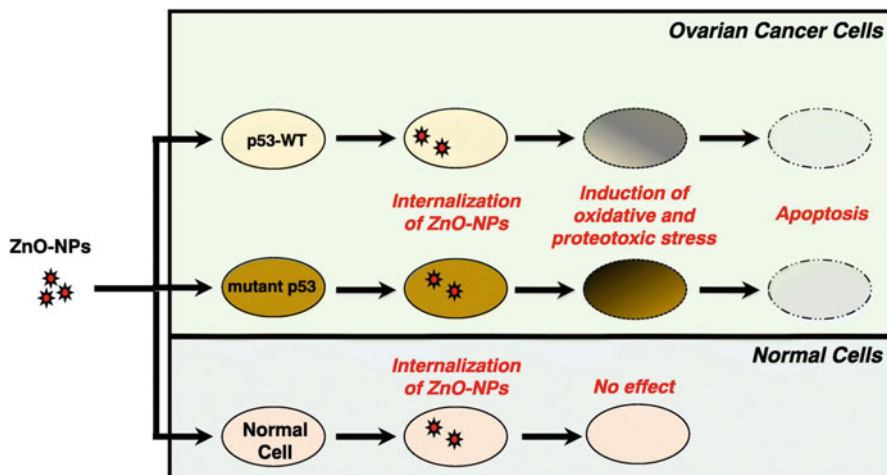 Ovarian Cancer Cells
p53-WT
Internalization
of ZnO-NPs
Induction of
oxidative and
proteotoxic stress
Apoptosis
ZnO-NPs
mutant p53
Normal Cells
Internalization
of ZnO-NPs
No effect
Normal
Cell